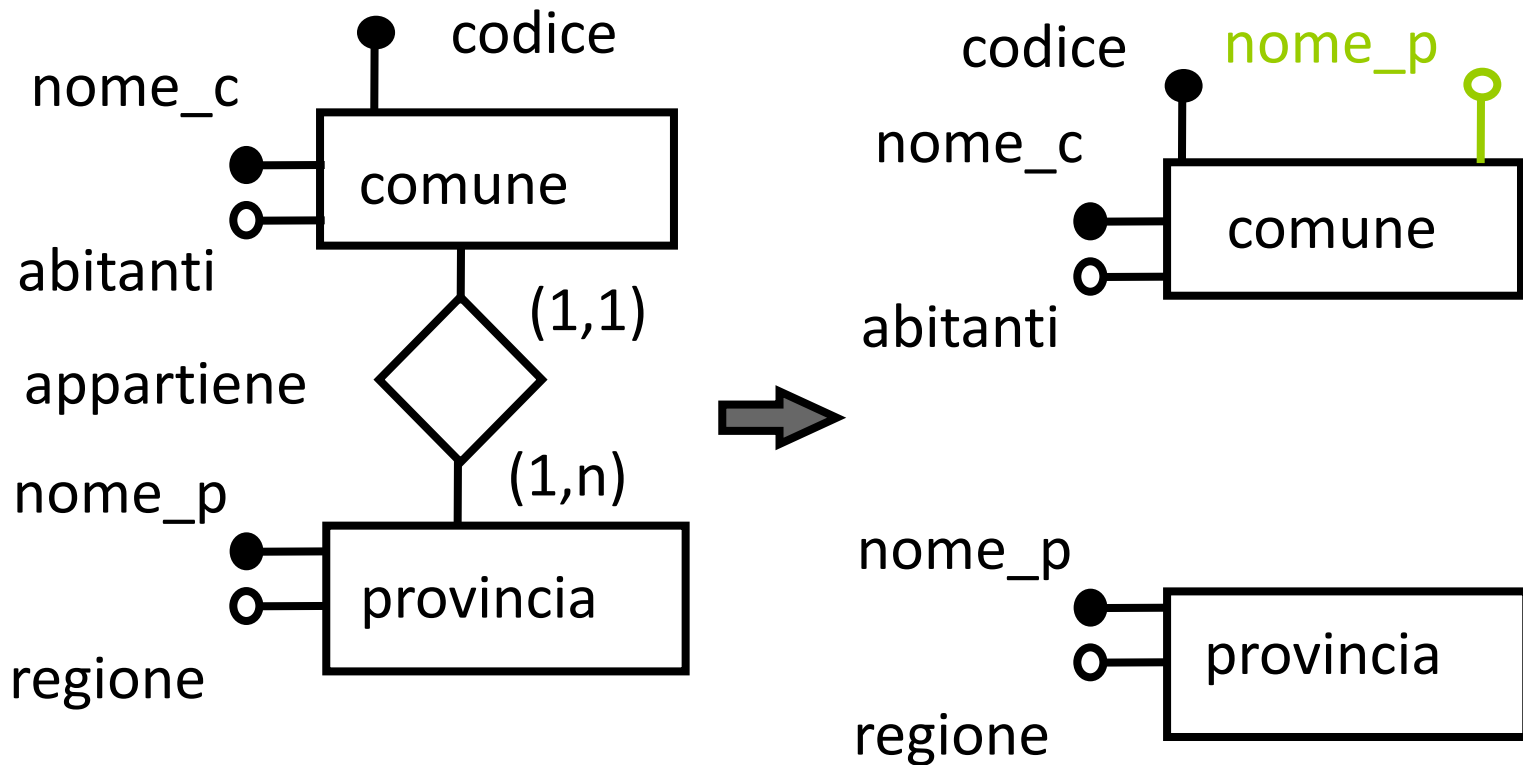 codice
nome_c
comune
abitanti
(1,1)
appartiene
(1,n)
nome_p
provincia
regione
codice
nome_p
nome_c
comune
abitanti
nome_p
provincia
regione